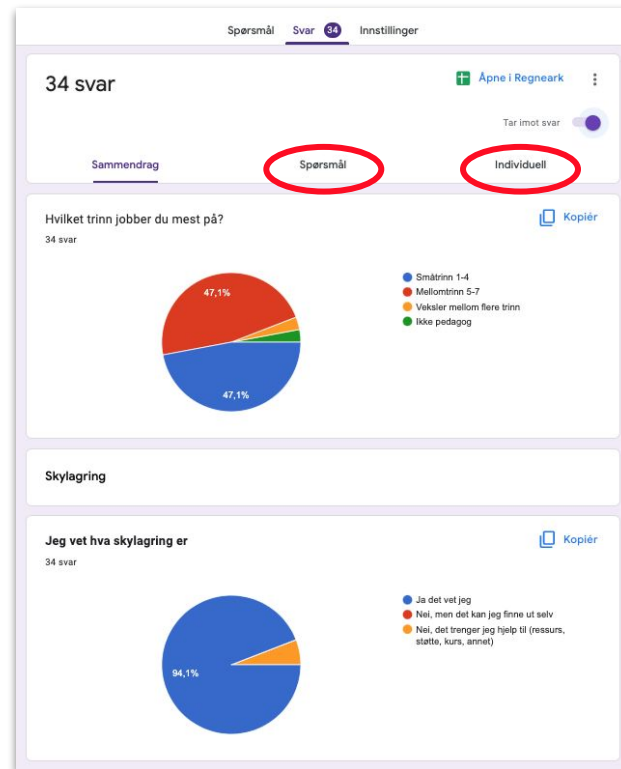 Spørsmål Svar 34 Innstillinger
34 svar
Åpne i Regneark
Tar imot svar
Sammendrag Spørsmål Individuell
Hvilket trinn jobber du mest på?
Kopiér
34 svar
47,1%
47,1%
Småtrinn 1-4
Mellomtrinn 5-7
Veksler mellom flere trinn
Ikke pedagog
Skylagring
Jeg vet hva skylagring er
Kopiér
34 svar
94,1%
Ja det vet jeg
Nei, men det kan jeg finne ut selv
Nei, det trenger jeg hjelp til (ressurs,
støtte, kurs, annet)